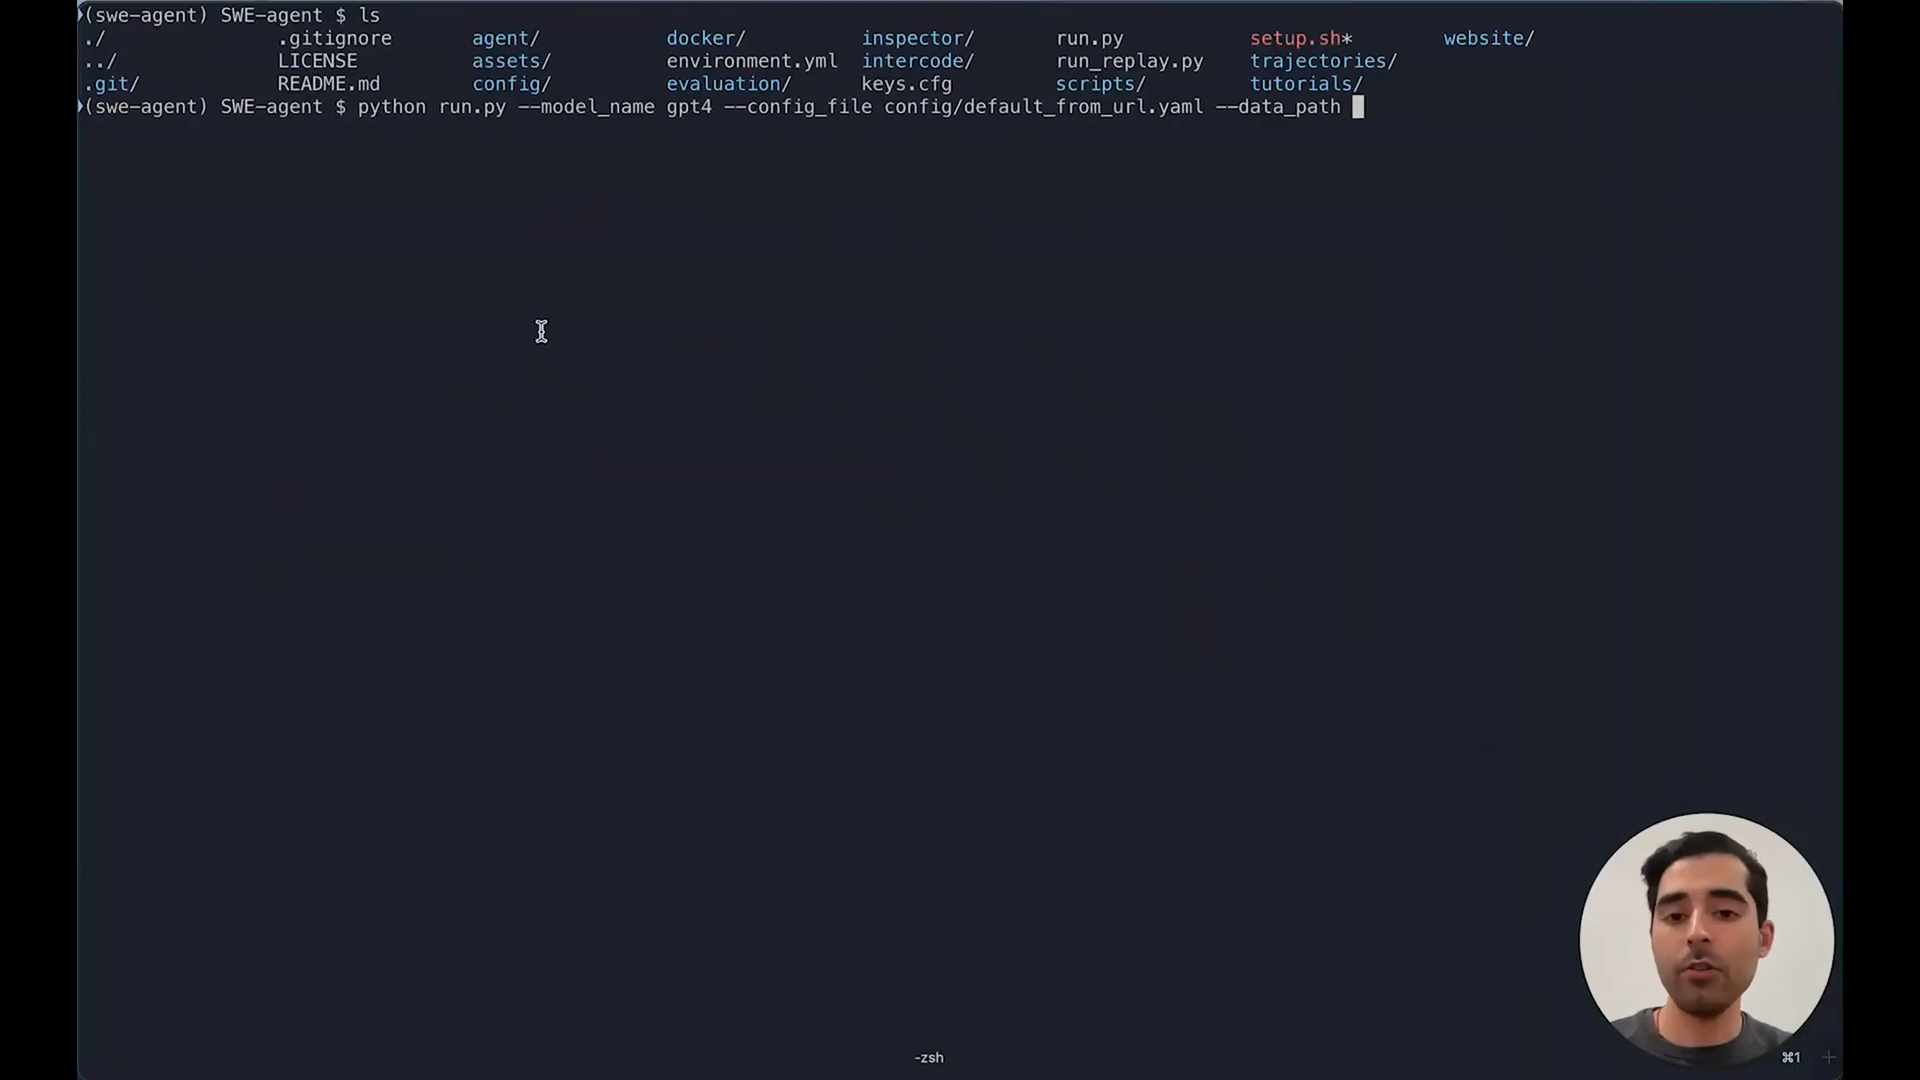 (swe-agent) SWE-agent $ ls
./ .gitignore agent/ docker/ inspector/ run.py setup.sh* website/
../ LICENSE assets/ environment.yml intercode/ run_replay.py trajectories/
.git/ README.md config/ evaluation/ keys.cfg scripts/ tutorials/
(swe-agent) SWE-agent $ python run.py --model_name gpt4 --config_file config/default_from_url.yaml --data_path
-zsh
⌘1